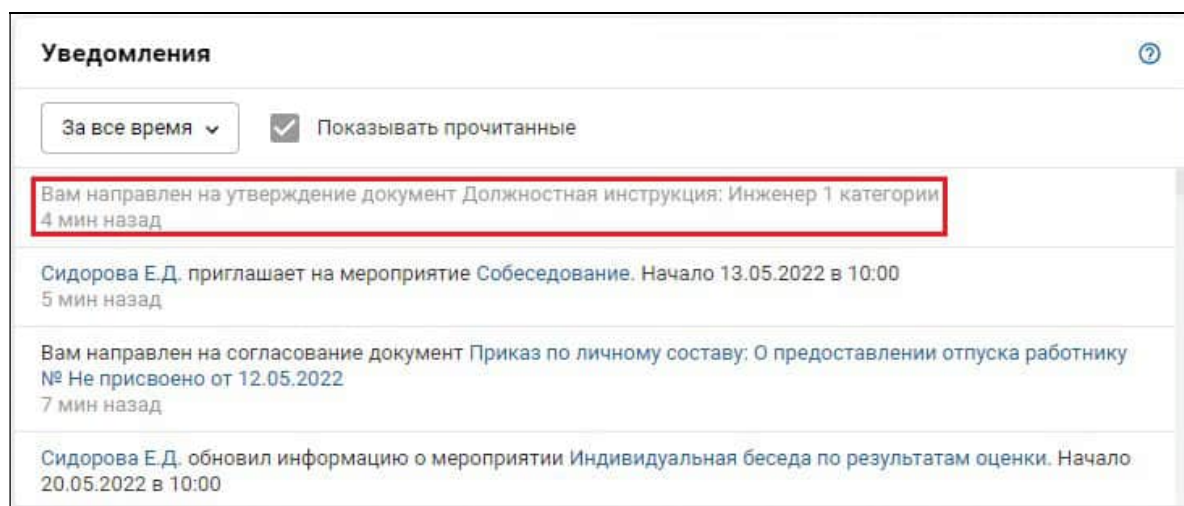 Уведомления
За все время
Показывать прочитанные
Вам направлен на утверждение документ Должностная инструкция: Инженер 1 категории
4 мин назад
Сидорова Е.Д. приглашает на мероприятие Собеседование. Начало 13.05.2022 в 10:00
5 мин назад
Вам направлен на согласование документ Приказ по личному составу: О предоставлении отпуска работнику
№ Не присвоено от 12.05.2022
7 мин назад
Сидорова Е.Д. обновил информацию о мероприятии Индивидуальная беседа по результатам оценки. Начало
20.05.2022 в 10:00